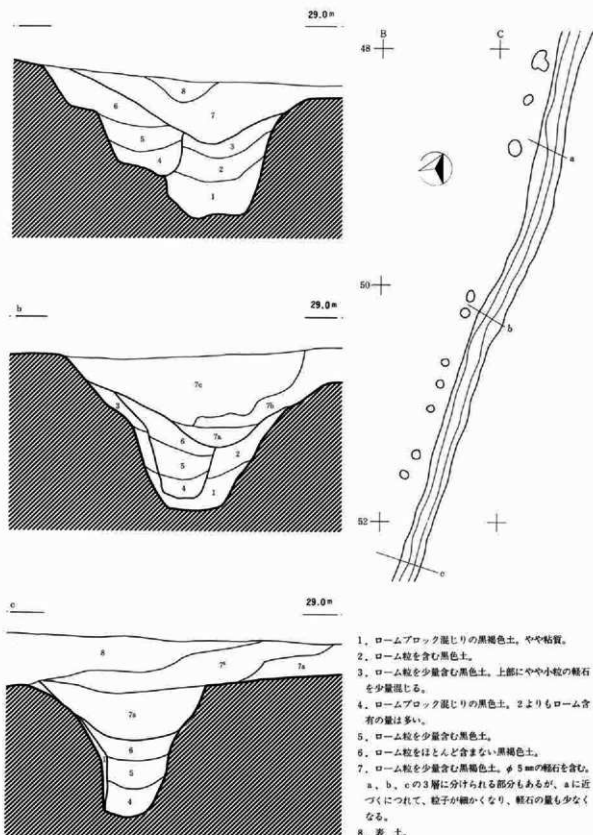 29.0m
8
7
6
5
4
3
2
1
b
29.0m
7c
3
7b
7a
6
2
5
4
1
c
29.0m
8
7a
7a
6
5
4
B
C
48
a
50
b
52
c
1．ロームブロック混じりの黒褐色土。やや粘質。
2．ローム粒を含む黒色土。
3．ローム粒を少量含む黒色土。上部にやや小粒の軽石
を少量混じる。
4．ロームブロック混じりの黒色土。2よりもローム含
有の量は多い。
5．ローム粒を少量含む黒色土。
6．ローム粒をほとんど含まない黒褐色土。
7．ローム粒を少量含む黒褐色土。φ5㎜の軽石を含む。
a、b、cの3層に分けられる部分もあるが、aに近
づくにつれて、粒子が細かくなり、軽石の量も少なく
なる。
8．表　土。